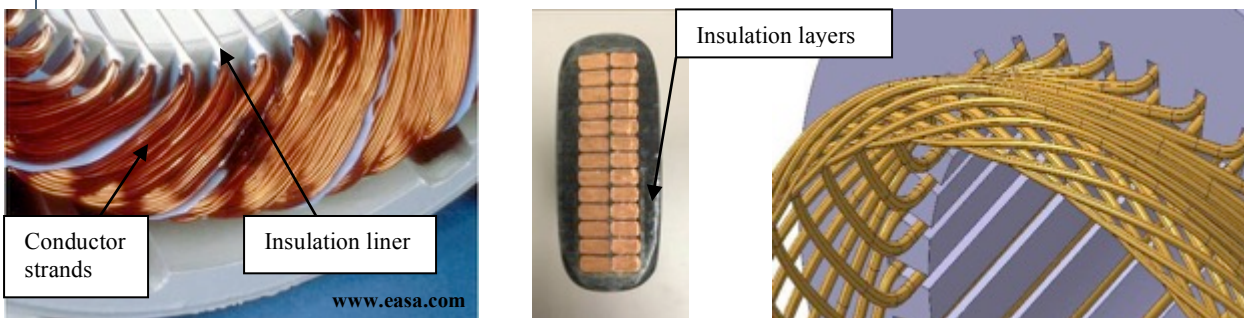 Conductor
strands
Insulation liner
www.easa.com
Insulation layers